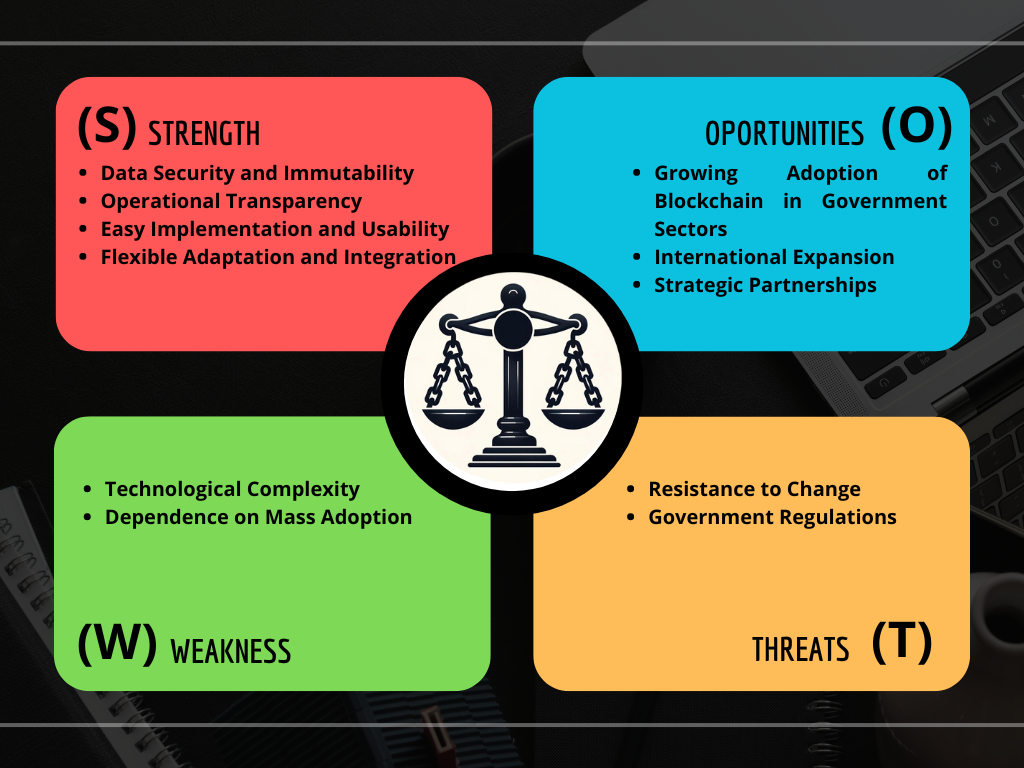 (S) STRENGTH
• Data Security and Immutability
• Operational Transparency
• Easy Implementation and Usability
• Flexible Adaptation and Integration
OPORTUNITIES (O)
• Growing Adoption of
Blockchain in Government
Sectors
• International Expansion
• Strategic Partnerships
• Technological Complexity
• Dependence on Mass Adoption
(W) WEAKNESS
• Resistance to Change
• Government Regulations
THREATS (T)